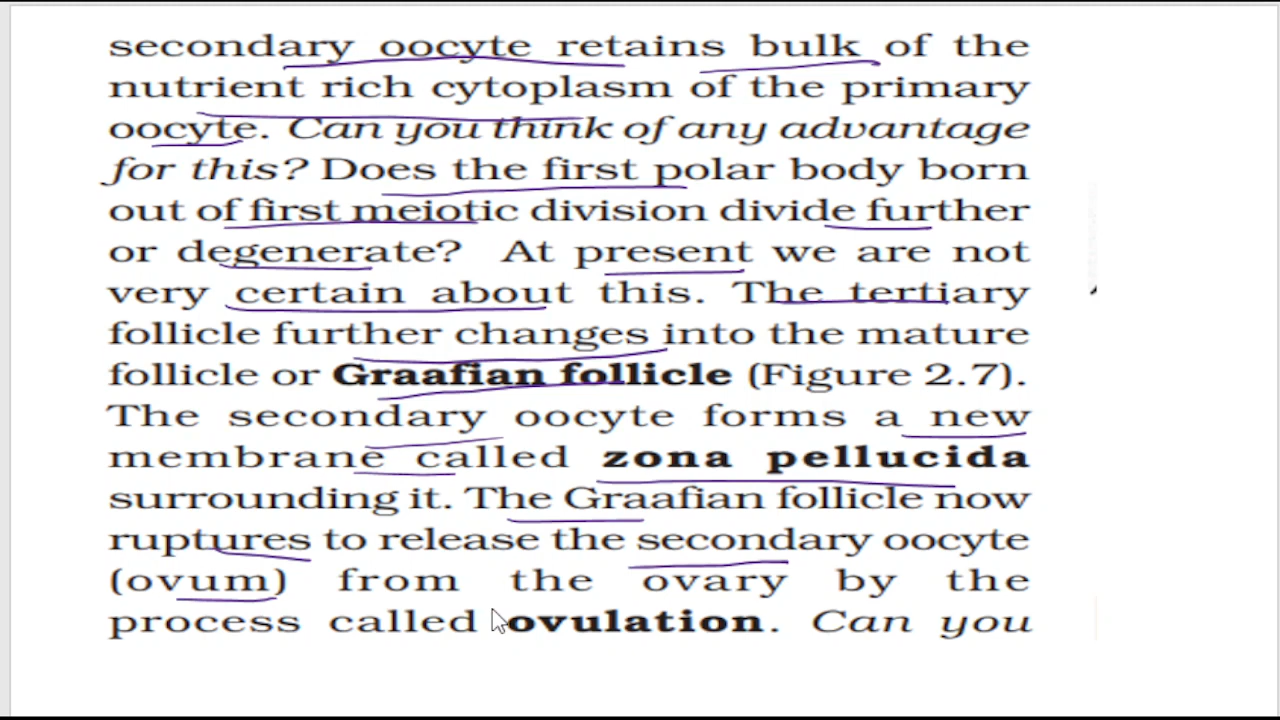 secondary oocyte retains bulk of the
nutrient rich cytoplasm of the primary
oocyte. Can you think of any advantage
for this? Does the first polar body born
out of first meiotic division divide further
or degenerate? At present we are not
very certain about this. The tertiary
follicle further changes into the mature
follicle or Graafian follicle (Figure 2.7).
The secondary oocyte forms a new
membrane called zona pellucida
surrounding it. The Graafian follicle now
ruptures to release the secondary oocyte
(ovum) from the ovary by the
process called ovulation. Can you